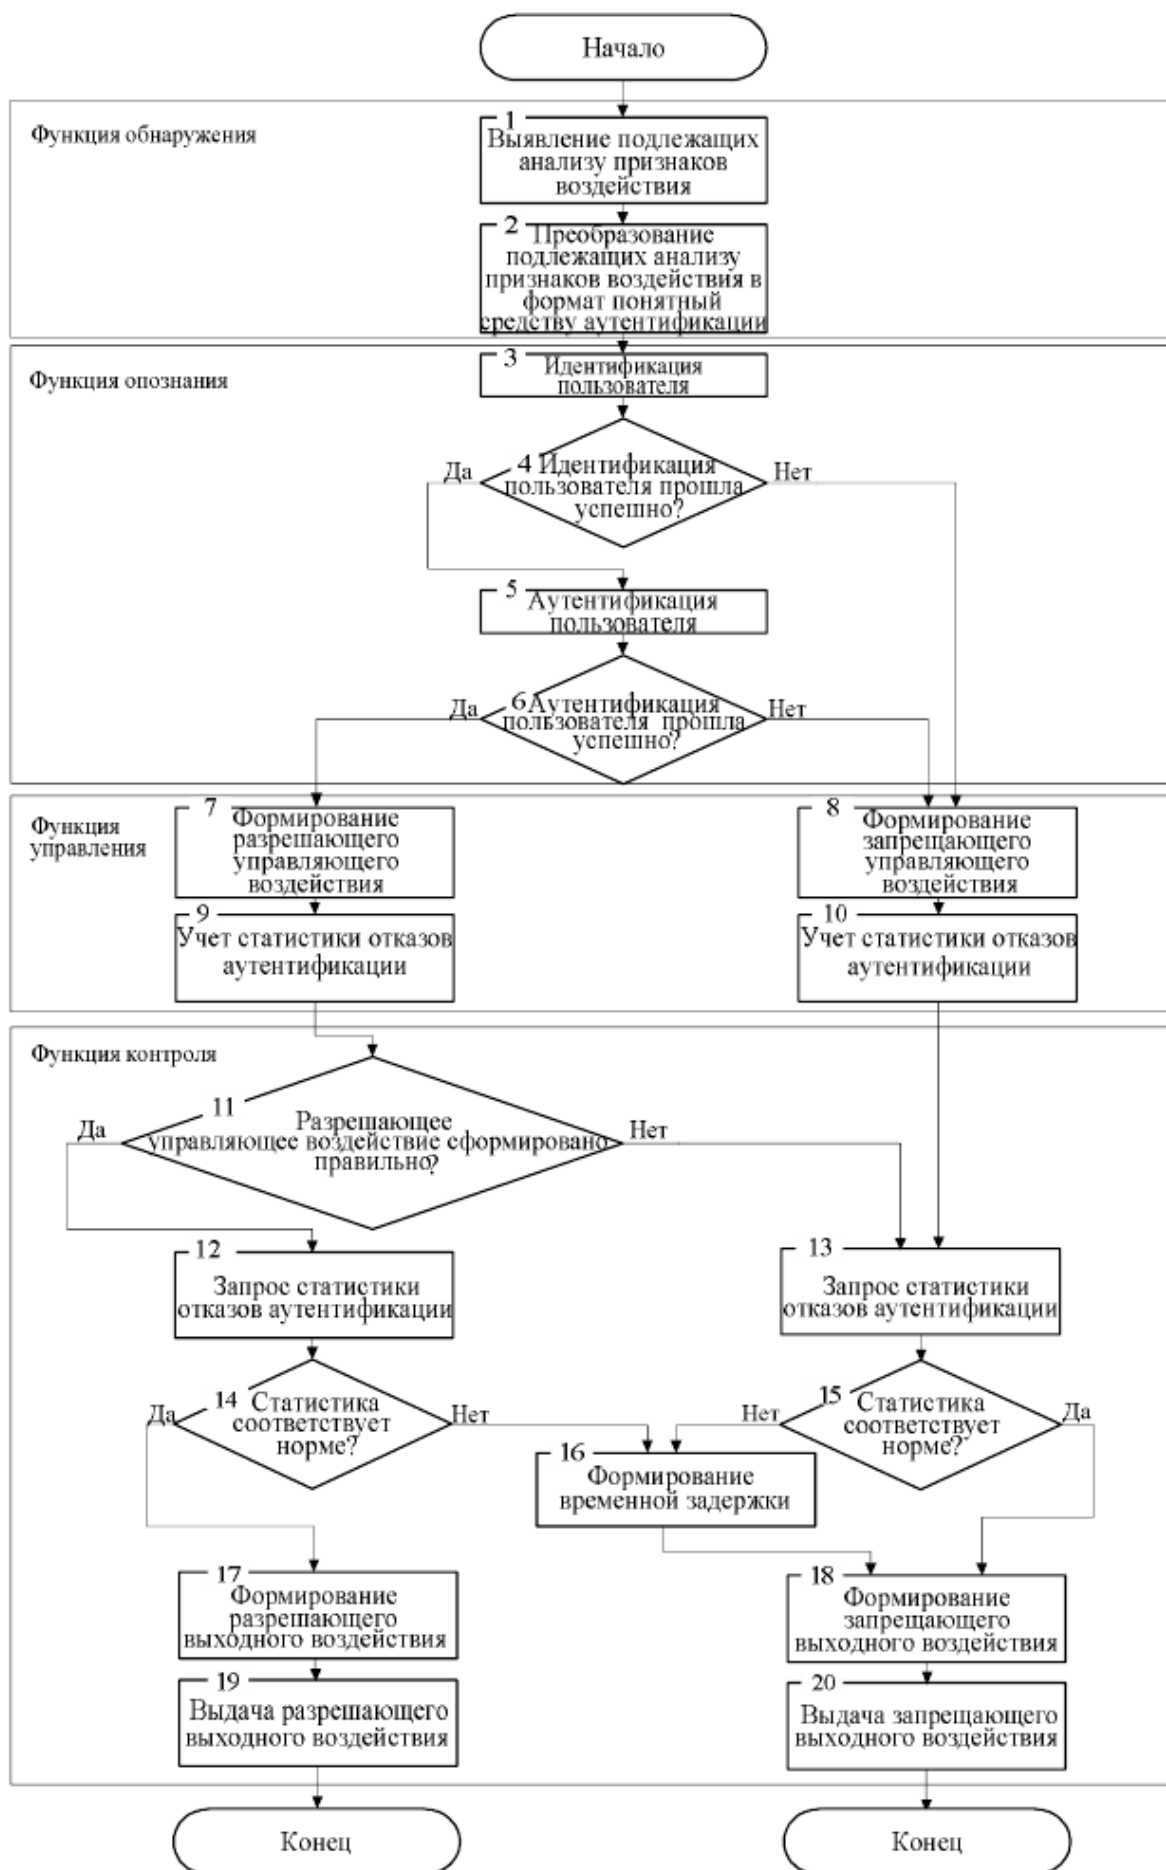 Начало
Функция обнаружения
1
Выявление подлежащих
анализу признаков
воздействия
2
Преобразование
подлежащих анализу
признаков воздействия в
формат понятный
средству аутентификации
Функция опознания
3
Идентификация
пользователя
Да
4 Идентификация
пользователя прошла
успешно?
Нет
5
Аутентификация
пользователя
Да
6 Аутентификация
пользователя прошла
успешно?
Нет
Функция
управления
7
Формирование
разрешающего
управляющего
воздействия
8
Формирование
запрещающего
управляющего
воздействия
9
Учет статистики отказов
аутентификации
10
Учет статистики отказов
аутентификации
Функция контроля
Да
11
Разрешающее
управляющее воздействие сформировано
правильно?
Нет
12
Запрос статистики
отказов аутентификации
13
Запрос статистики
отказов аутентификации
Да
14 Статистика
соответствует
норме?
Нет
Нет
15 Статистика
соответствует
норме?
Да
16
Формирование
временной задержки
17
Формирование
разрешающего
выходного воздействия
18
Формирование
запрещающего
выходного воздействия
19
Выдача разрешающего
выходного воздействия
20
Выдача запрещающего
выходного воздействия
Конец
Конец